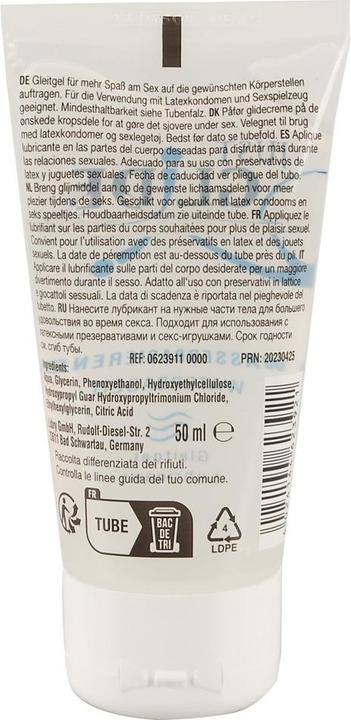 DE Gleitgel für mehr Spaß am Sex auf die gewünschten Körperstellen
auftragen. Für die Verwendung mit Latexkondomen und Sexspielzeug
geeignet. Mindesthaltbarkeit siehe Tubenfalz. DK Påfør glidecreme på de
ønskede kropsdele for at gøre det sjovere under sex. Velegnet til brug
med latexkondomer og sexlegetøj. Bedst før dato se tubefold. ES Aplique
lubricante en las partes del cuerpo deseadas para más durante
las relaciones sexuales. Adecuado para su uso con preservativos de
latex y juguetes sexuales. Fecha de caducidad ver pliegue del tubo.
NL Breng glijmiddel aan op de gewenste lichaamsdelen voor meer
plezier tijdens de seks. Geschikt voor gebruik met latex condooms en
seks speeltjes. Houdbaarheidsdatum zie uiteinde tube. FR Appliquez le
lubrifiant sur les parties du corps souhaitées pour plus de plaisir sexuel.
Convient pour l'utilisation avec des préservatifs en latex et des jouets
sexuels. La date de péremption est au-dessous du tube près du pli. IT
Applicare il lubrificante sulle parti del corpo desiderate per un maggiore
divertimento durante il sesso. Adatto all'uso con preservativi in lattice
e giocattoli sessuali. La data di scadenza è riportata nel pieghevole del
tubetto. RU Нанесите лубрикант на нужные части тела для большего
удовольствия во время секса. Подходит для использования с
латексными презервативами и секс-игрушками. Срок годности
см. сгиб тубы.
REF: 06239110000 PRN: 20230425
Ingredients:
Aqua, Glycerin, Phenoxyethanol, Hydroxyethylcellulose,
Hydroxypropyl Guar Hydroxypropyltrimonium Chloride,
Ethylhexylglycerin, Citric Acid
GmbH, Rudolf-Diesel-Str. 2
Bad Schwartau, Germany
50 ml ℮
Raccolta differenziata dei rifiuti.
Controlla le linee guida del tuo comune.
FR
TUBE
BAC
DE
TRI
4
LDPE